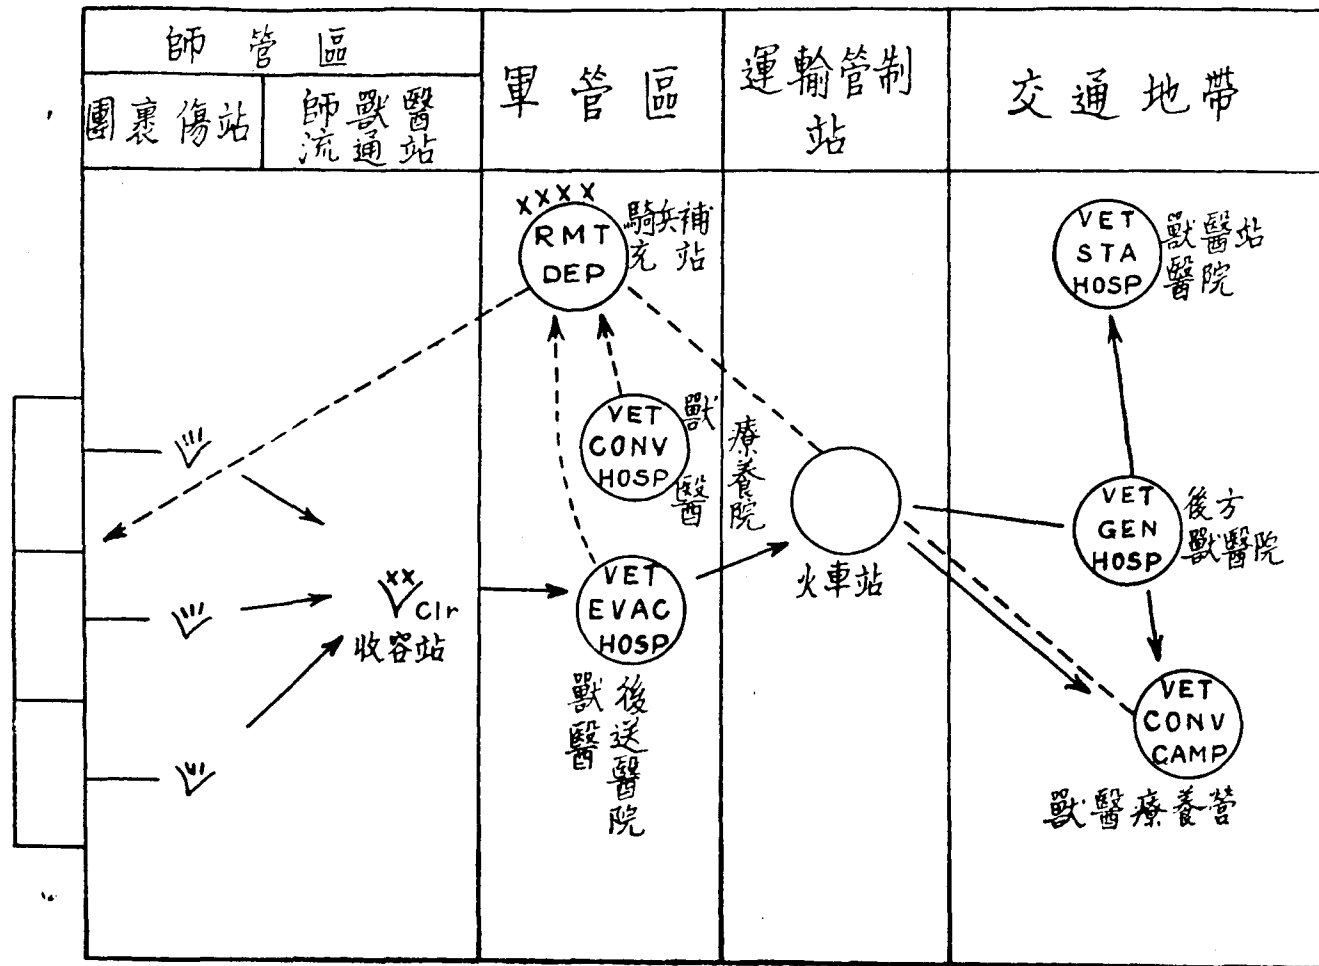 師管區
團裹傷站
師獸醫
流通站
軍管區
運輸管制
站
交通地帶
XXXX
RMT
DEP
騎兵補
充站
VET
STA
HOSP
獸醫站
醫院
VET
CONV
HOSP
獸醫
療養院
VET
GEN
HOSP
後方
獸醫院
火車站
XX
Clr
收容站
VET
EVAC
HOSP
獸醫
後送醫院
VET
CONV
CAMP
獸醫療養營